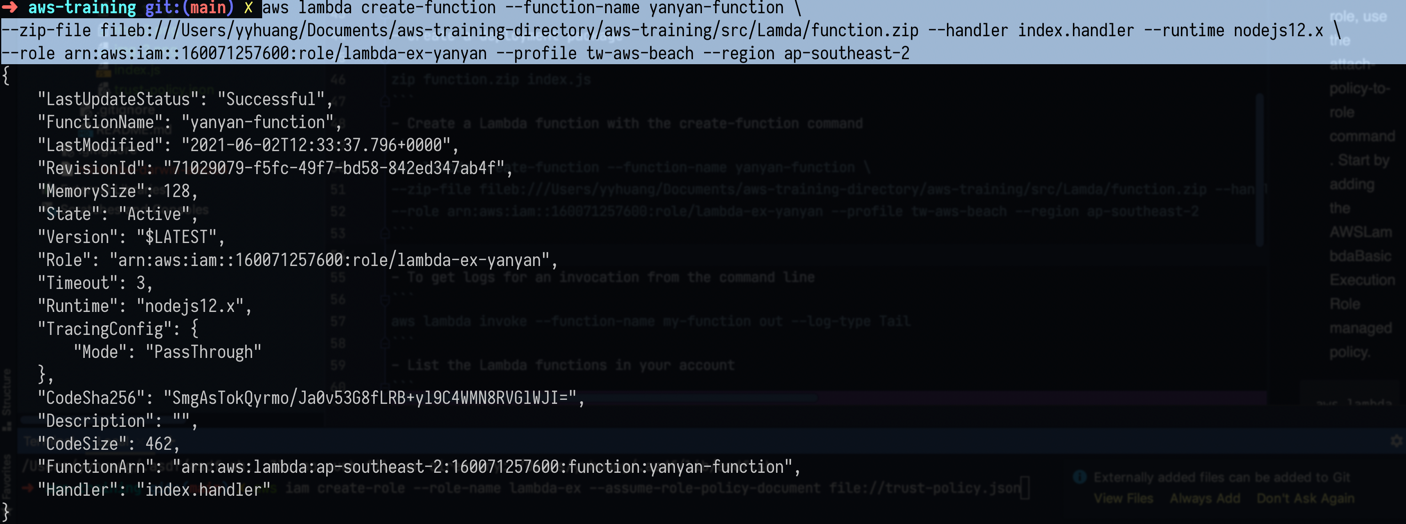 ➜ aws-training git:(main) ✗ aws lambda create-function --function-name yanyan-function \
--zip-file fileb:///Users/yyhuang/Documents/aws-training-directory/aws-training/src/Lamda/function.zip --handler index.handler --runtime nodejs12.x \
--role arn:aws:iam::160071257600:role/lambda-ex-yanyan --profile tw-aws-beach --region ap-southeast-2
{
"LastUpdateStatus": "Successful",
"FunctionName": "yanyan-function",
"LastModified": "2021-06-02T12:33:37.796+0000",
"RevisionId": "71029079-f5fc-49f7-bd58-842ed347ab4f",
"MemorySize": 128,
"State": "Active",
"Version": "$LATEST",
"Role": "arn:aws:iam::160071257600:role/lambda-ex-yanyan",
"Timeout": 3,
"Runtime": "nodejs12.x",
"TracingConfig": {
"Mode": "PassThrough"
},
"CodeSha256": "SmgAsTokQyrmo/Ja0v53G8fLRB+yl9C4WMN8RVGlWJI=",
"Description": "",
"CodeSize": 462,
"FunctionArn": "arn:aws:lambda:ap-southeast-2:160071257600:function:yanyan-function",
"Handler": "index.handler"
}
46 zip function.zip index.js
47 ```
- Create a Lambda function with the create-function command
create-function --function-name yanyan-function \
51 --zip-file fileb:///Users/yyhuang/Documents/aws-training-directory/aws-training/src/Lamda/function.zip
52 --role arn:aws:iam::160071257600:role/lambda-ex-yanyan --profile tw-aws-beach --region ap-southeast-2
53 ```
55 - To get logs for an invocation from the command line
56 ```
57 aws lambda invoke --function-name my-function out --log-type Tail
58 ```
59 - List the Lambda functions in your account
role, use
the
attach-
policy-to-
role
command
. Start by
adding
the
AWSLam
bdaBasic
Execution
Role
managed
policy.
aws lambda
Structure
Favorites
iam create-role --role-name lambda-ex --assume-role-policy-document file://trust-policy.json
Externally added files can be added to Git
View Files Always Add Don't Ask Again